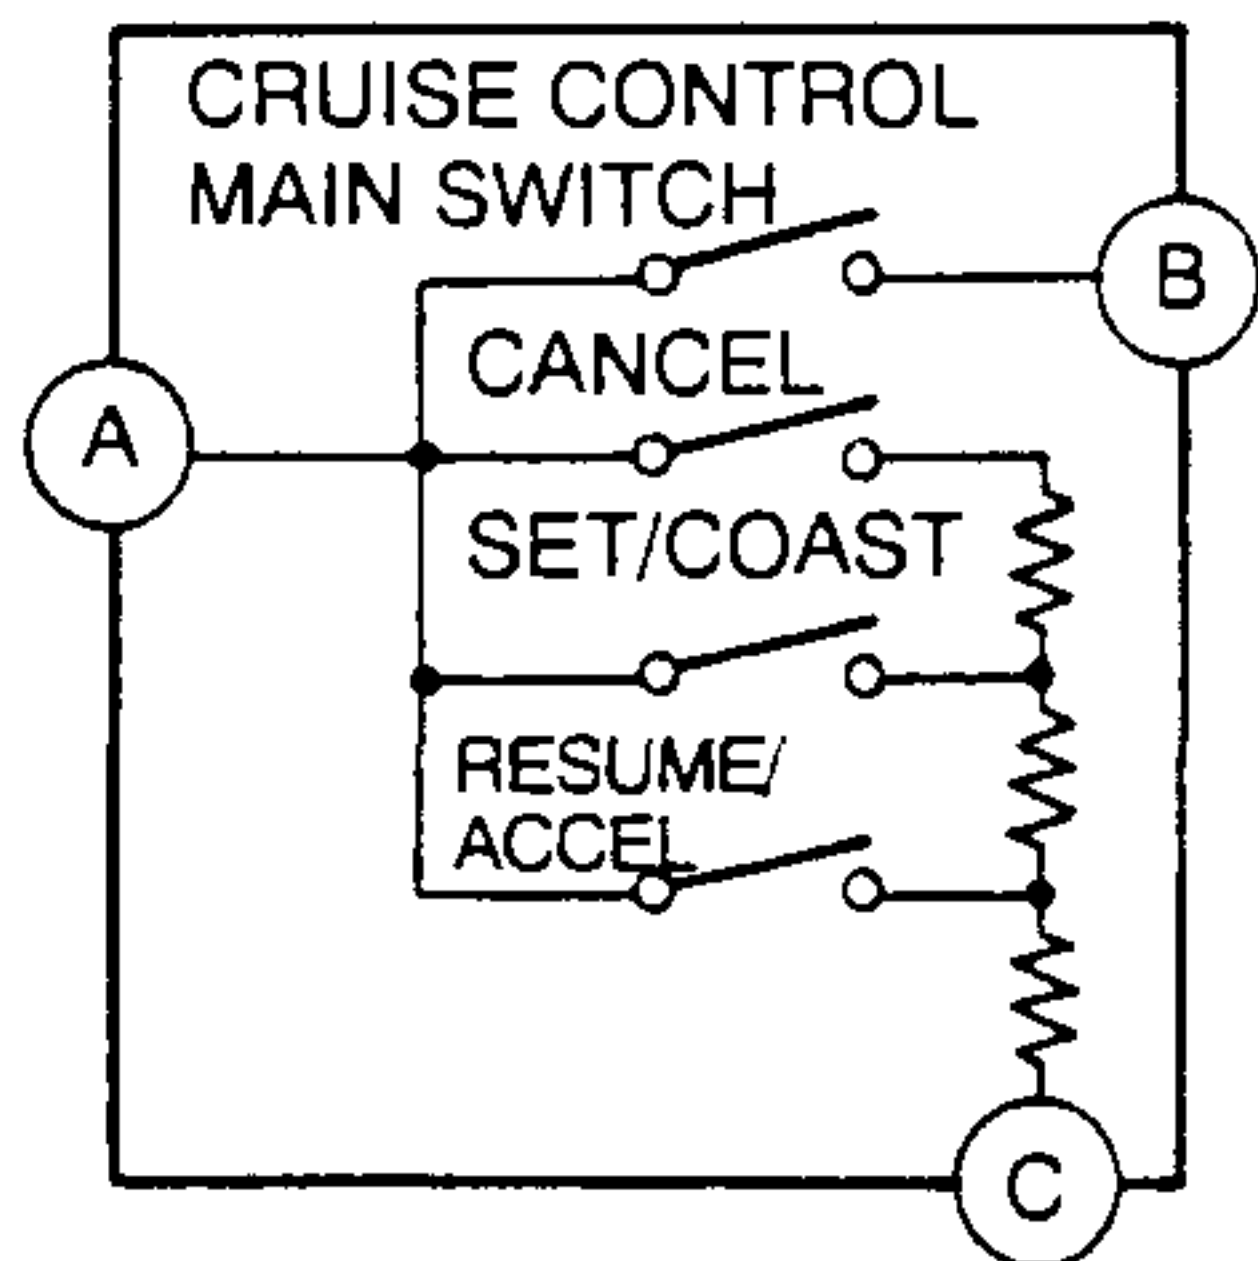 CRUISE CONTROL
MAIN SWITCH
B
CANCEL
A
SET/COAST
RESUME/
ACCEL
C